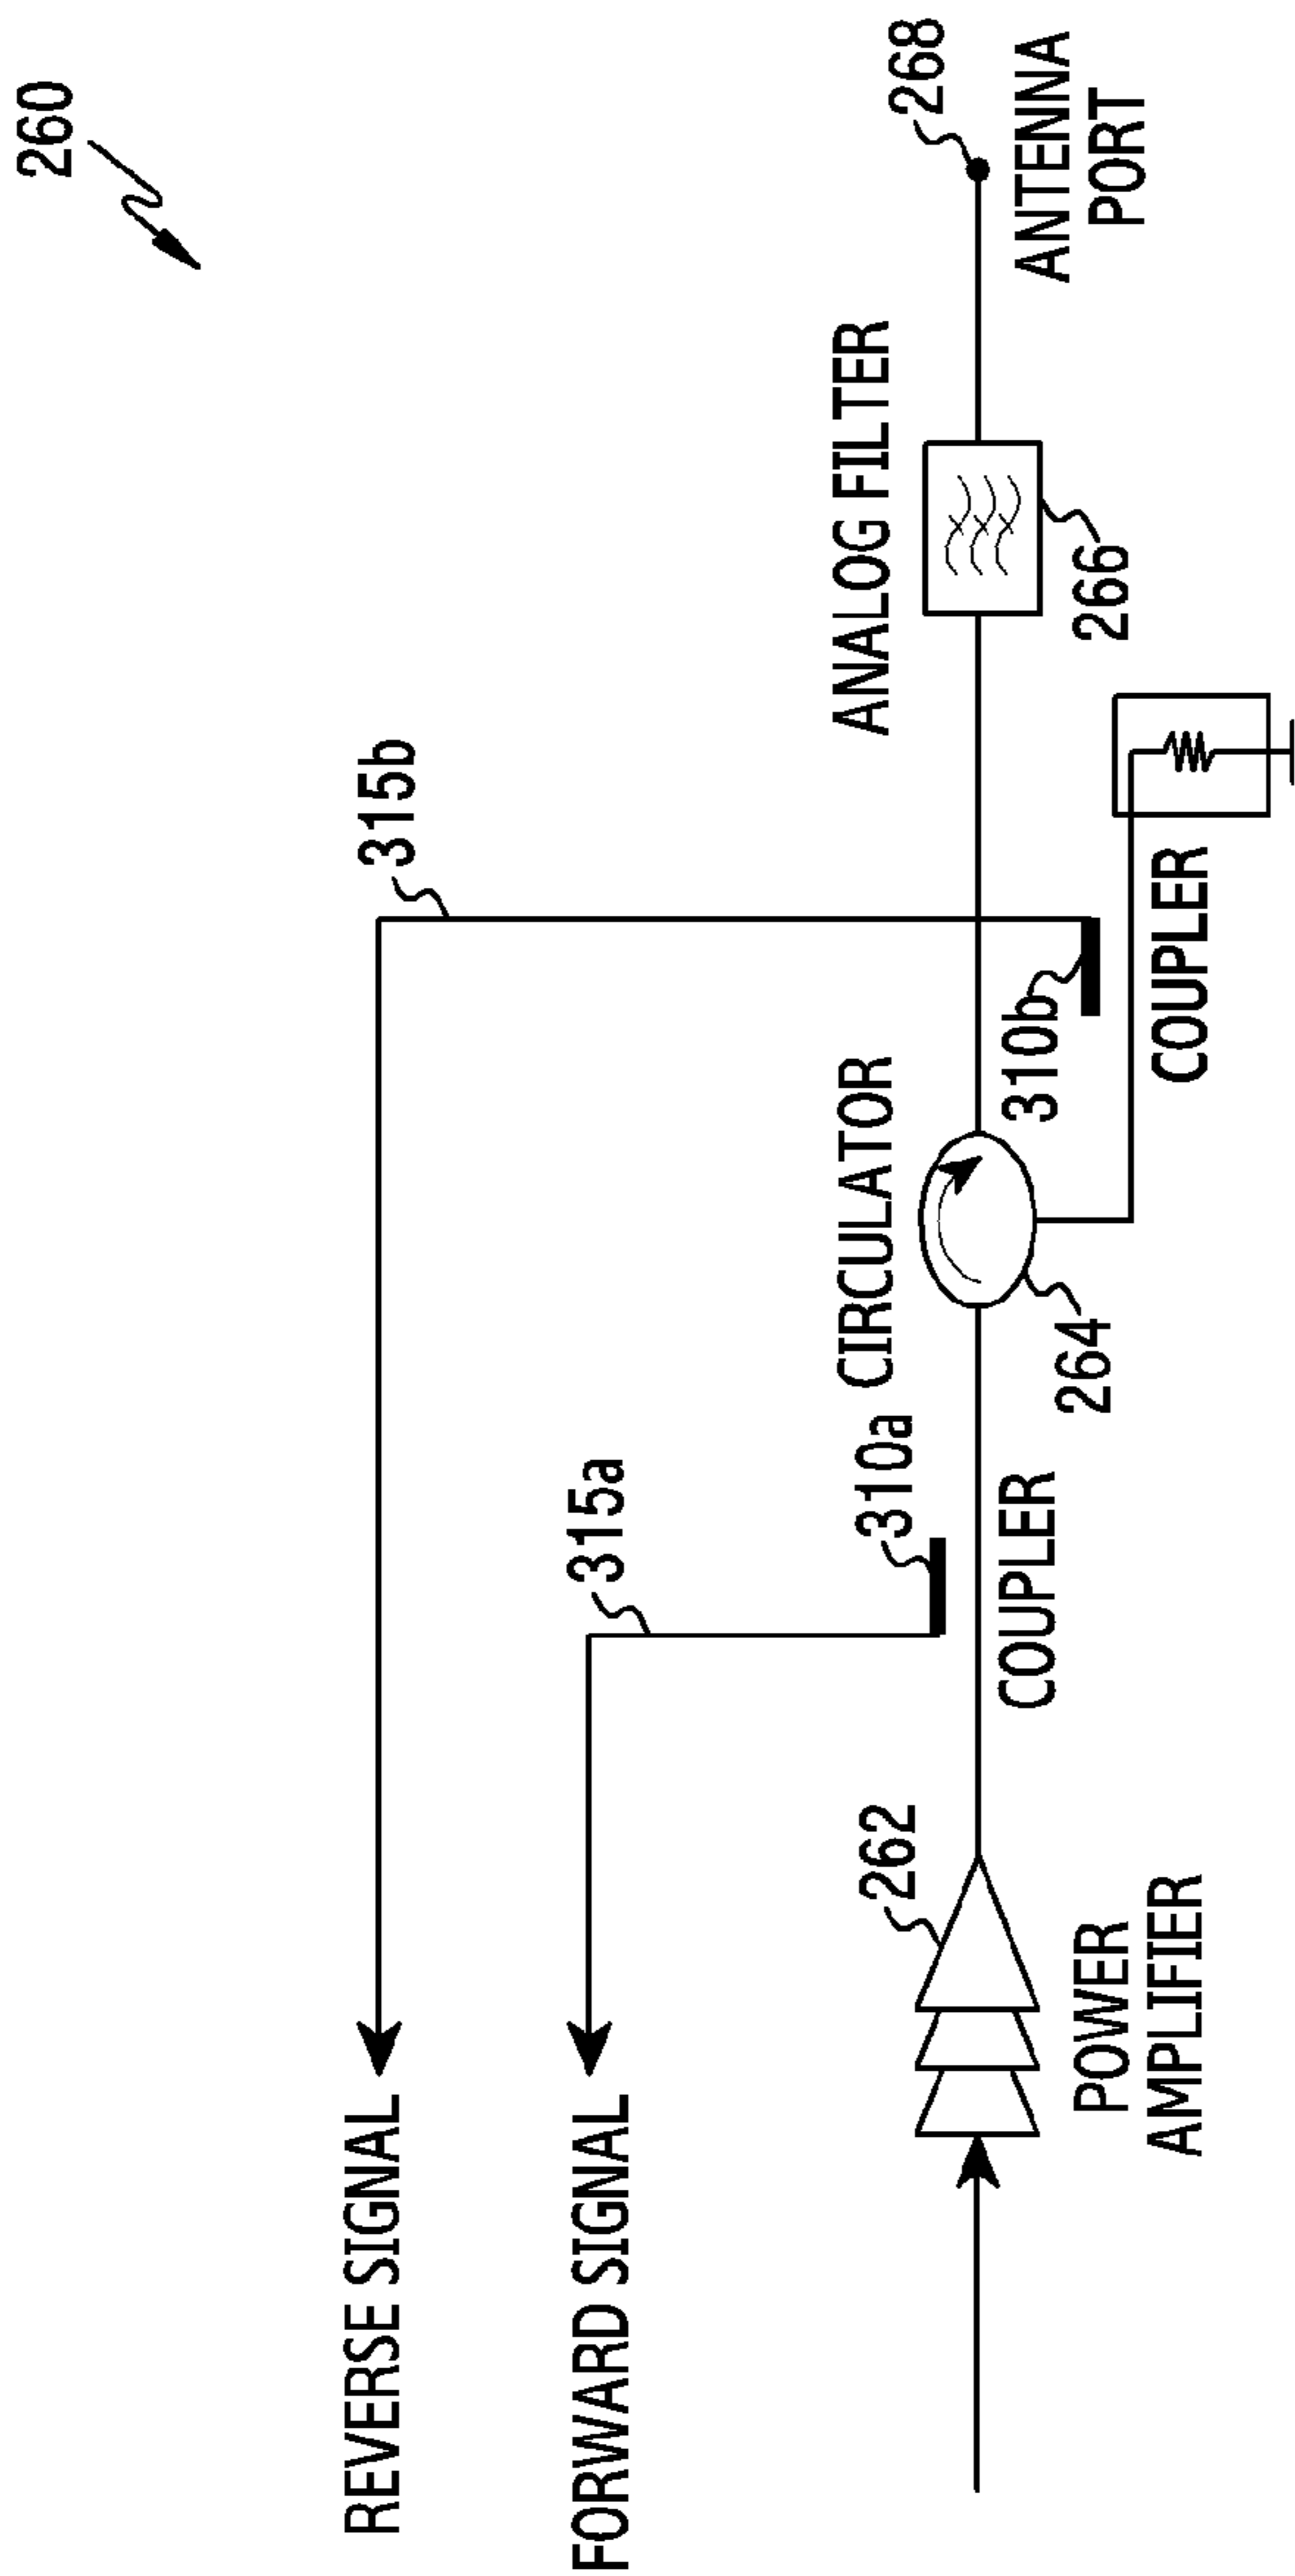 260
REVERSE SIGNAL
315b
FORWARD SIGNAL
315a
262
310a
CIRCULATOR
ANALOG FILTER
268
POWER
AMPLIFIER
COUPLER
264
310b
COUPLER
266
ANTENNA
PORT